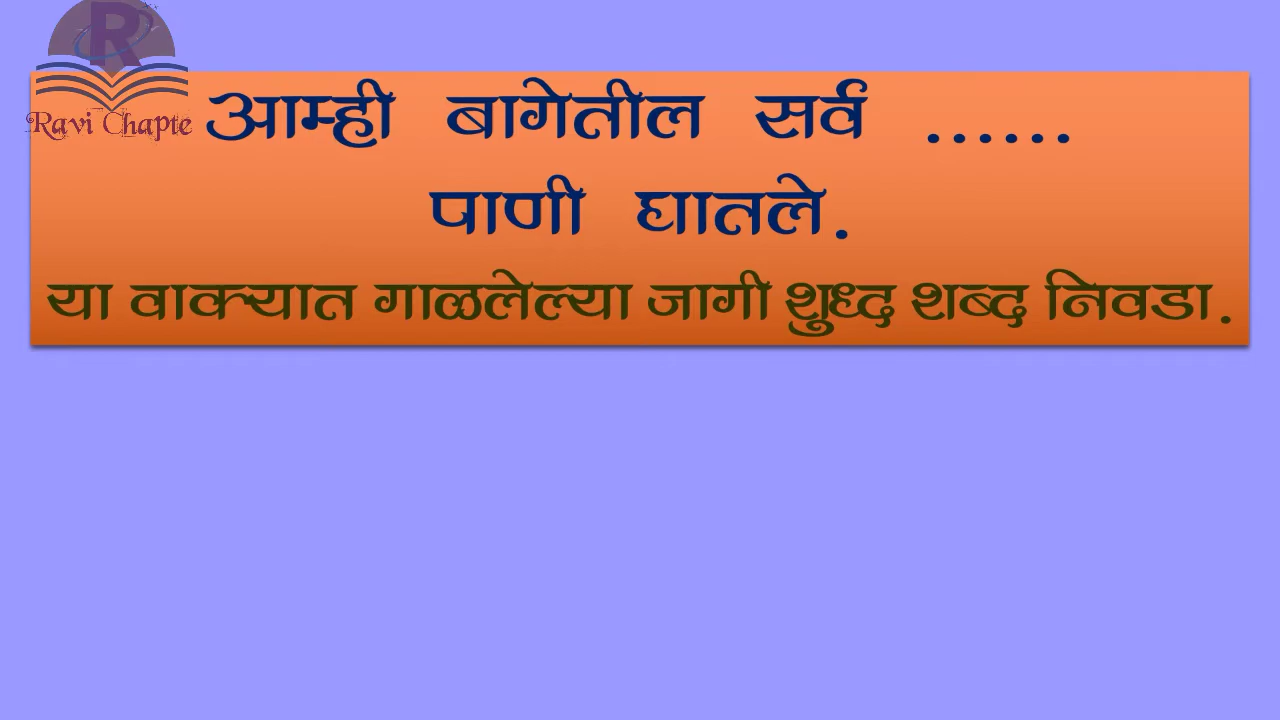 R
Ravi Chapte
आम्ही बागेतील सर्व ......
पाणी घातले.
या वाक्यात गाळलेल्या जागी शुध्द शब्द निवडा.